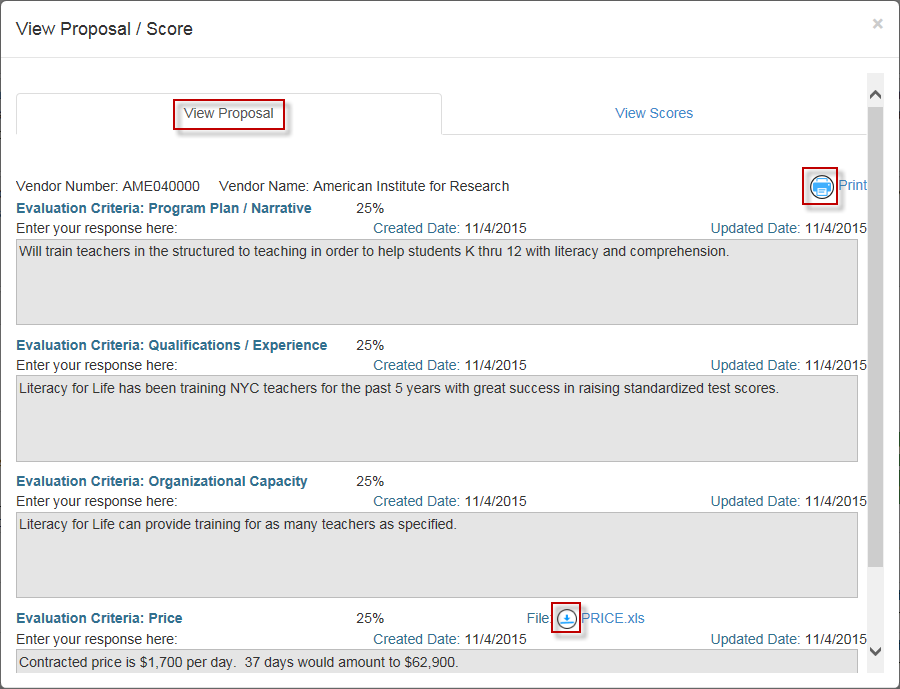 View Proposal / Score ×
View Proposal View Scores
Vendor Number: AME040000 Vendor Name: American Institute for Research Print
Evaluation Criteria: Program Plan / Narrative 25%
Enter your response here: Created Date: 11/4/2015 Updated Date: 11/4/2015
Will train teachers in the structured to teaching in order to help students K thru 12 with literacy and comprehension.
Evaluation Criteria: Qualifications / Experience 25%
Enter your response here: Created Date: 11/4/2015 Updated Date: 11/4/2015
Literacy for Life has been training NYC teachers for the past 5 years with great success in raising standardized test scores.
Evaluation Criteria: Organizational Capacity 25%
Enter your response here: Created Date: 11/4/2015 Updated Date: 11/4/2015
Literacy for Life can provide training for as many teachers as specified.
Evaluation Criteria: Price 25% File: PRICE.xls
Enter your response here: Created Date: 11/4/2015 Updated Date: 11/4/2015
Contracted price is $1,700 per day.  37 days would amount to $62,900.